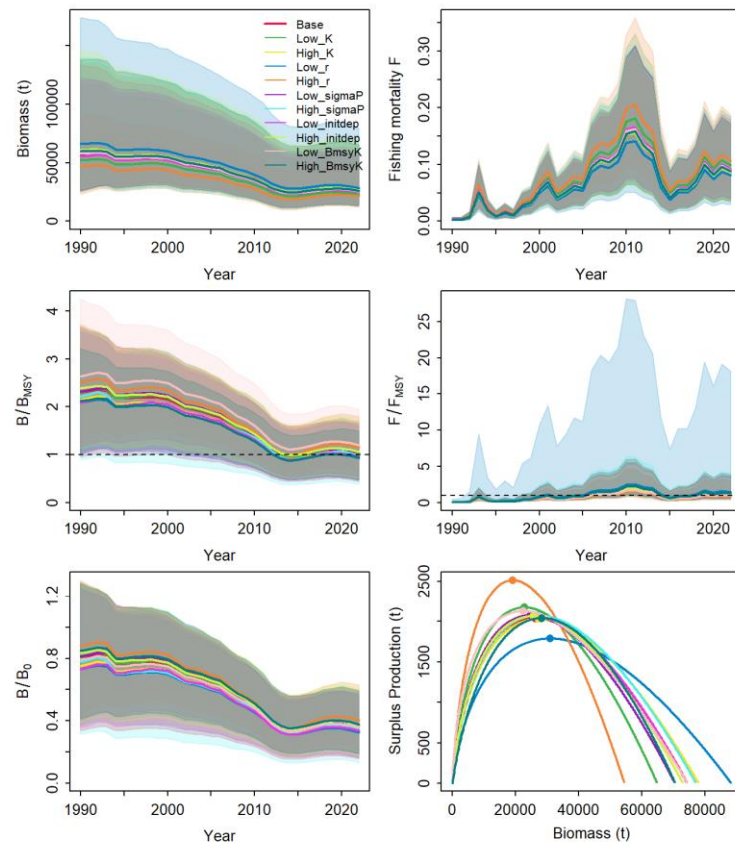 Base
Low_K
High_K
Low_r
High_r
Low_sigmaP
High_sigmaP
Low_initdep
High_initdep
Low_BmsyK
High_BmsyK
Biomass (t)
0 50000 100000
1990 2000 2010 2020
Year
Fishing mortality F
0.00 0.10 0.20 0.30
1990 2000 2010 2020
Year
B/BMSY
0 1 2 3 4
1990 2000 2010 2020
Year
F/FMSY
0 5 10 15 20 25
1990 2000 2010 2020
Year
B/B0
0.0 0.4 0.8 1.2
1990 2000 2010 2020
Year
Surplus Production (t)
0 500 1500 2500
0 20000 40000 60000 80000
Biomass (t)